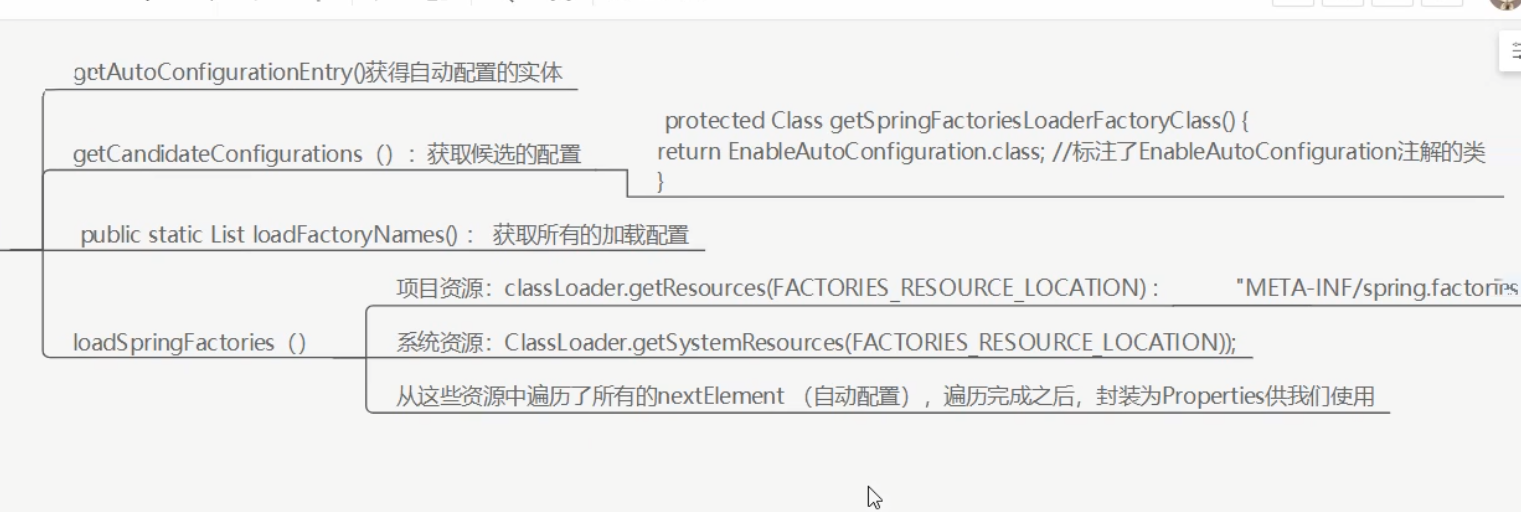 getAutoConfigurationEntry()获得自动配置的实体
getCandidateConfigurations（）：获取候选的配置
protected Class getSpringFactoriesLoaderFactoryClass() {
return EnableAutoConfiguration.class; //标注了EnableAutoConfiguration注解的类
}
public static List loadFactoryNames()： 获取所有的加载配置
loadSpringFactories（）
项目资源：classLoader.getResources(FACTORIES_RESOURCE_LOCATION)： "META-INF/spring.factories
系统资源：ClassLoader.getSystemResources(FACTORIES_RESOURCE_LOCATION));
从这些资源中遍历了所有的nextElement （自动配置），遍历完成之后，封装为Properties供我们使用